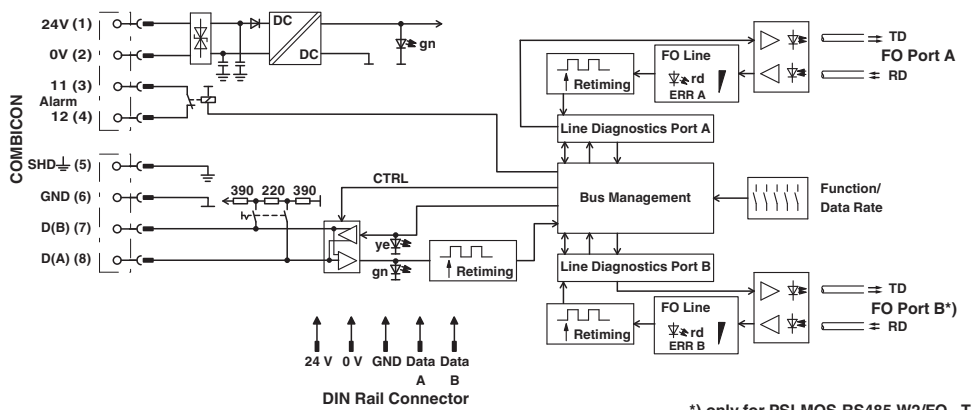 COMBICON
24V (1)
0V (2)
11 (3)
Alarm
12 (4)
SHD (5)
GND (6)
D(B) (7)
D(A) (8)
DC
DC
gn
390 220 390
CTRL
ye
gn
Retiming
Retiming
FO Line
rd
ERR A
TD
FO Port A
RD
Line Diagnostics Port A
Bus Management
Function/
Data Rate
Line Diagnostics Port B
Retiming
FO Line
rd
ERR B
TD
FO Port B*)
RD
24 V 0 V GND Data Data
A B
DIN Rail Connector